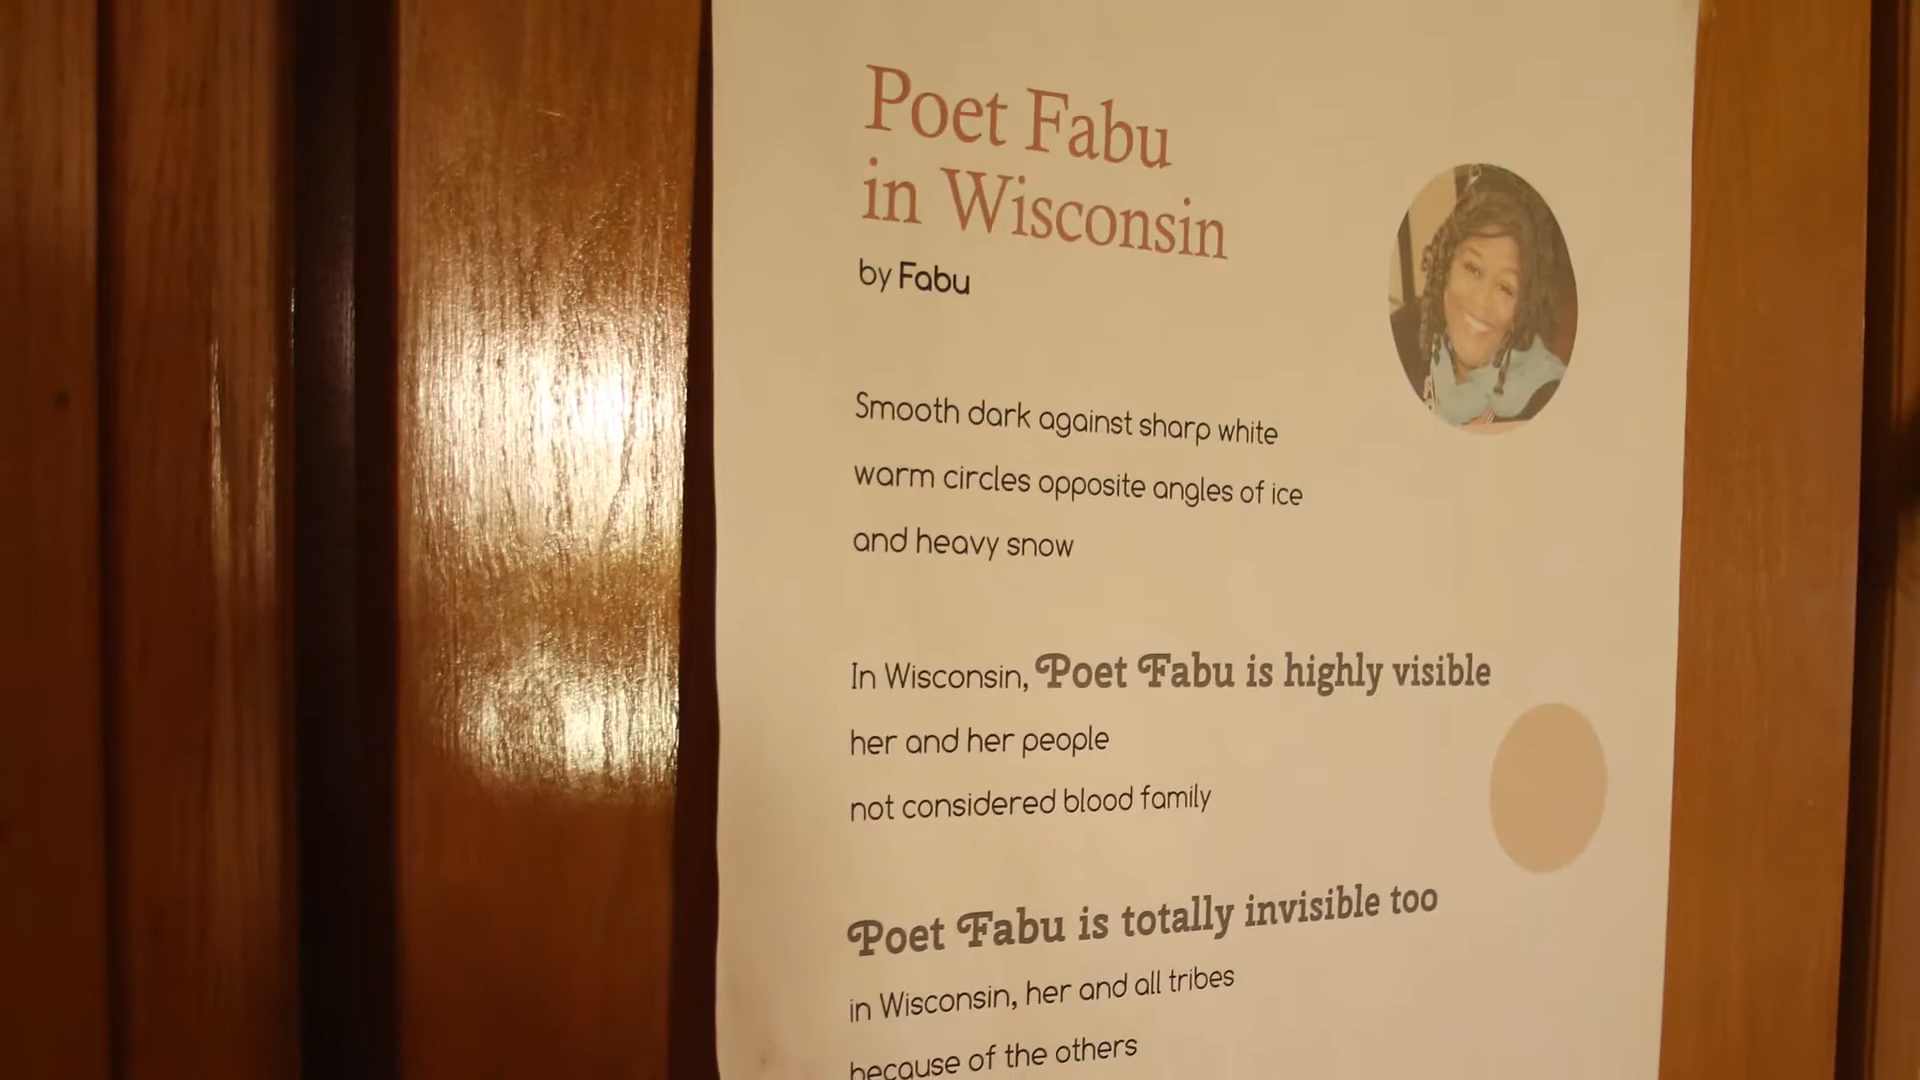 Poet Fabu
in Wisconsin
by Fabu
Smooth dark against sharp white
warm circles opposite angles of ice
and heavy snow
In Wisconsin, Poet Fabu is highly visible
her and her people
not considered blood family
Poet Fabu is totally invisible too
in Wisconsin, her and all tribes
because of the others